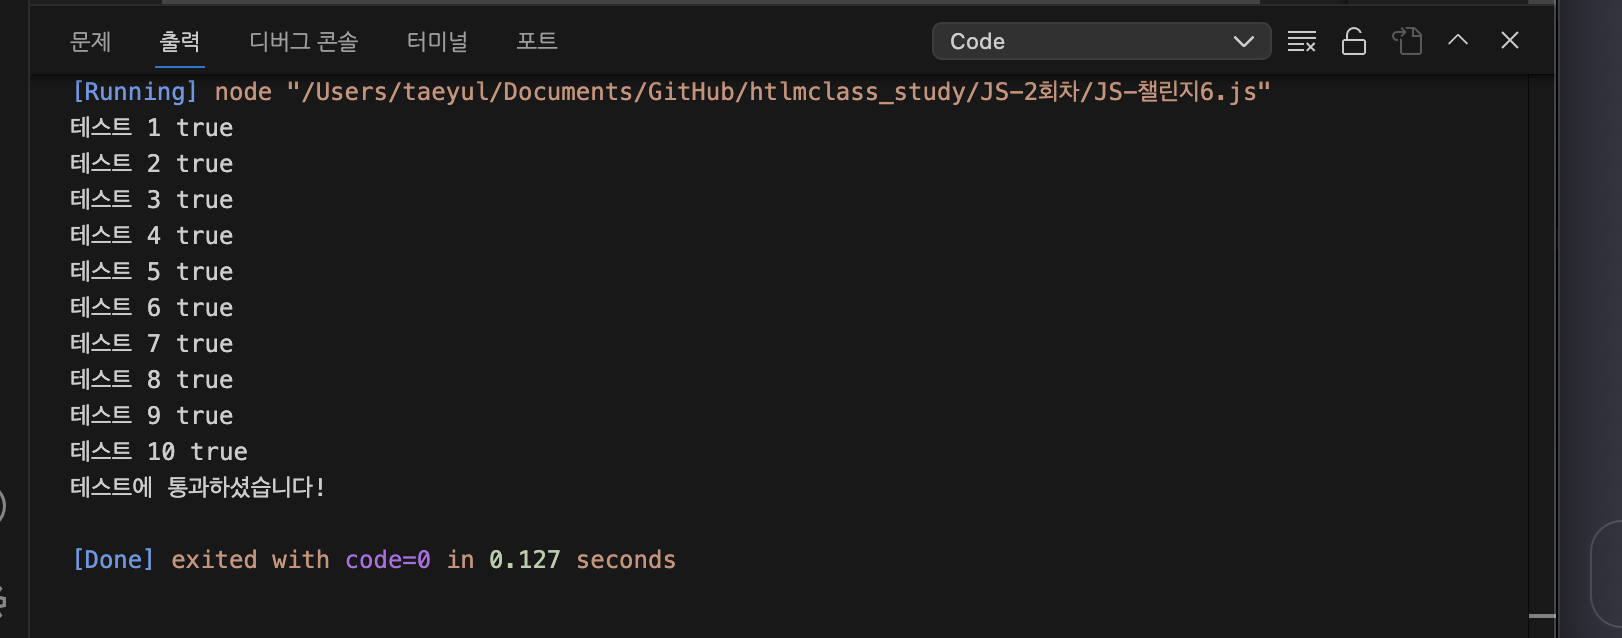 문제 출력 디버그 콘솔 터미널 포트 Code
[Running] node "/Users/taeyul/Documents/GitHub/htlmclass_study/JS-2회차/JS-챌린지6.js"
테스트 1 true
테스트 2 true
테스트 3 true
테스트 4 true
테스트 5 true
테스트 6 true
테스트 7 true
테스트 8 true
테스트 9 true
테스트 10 true
테스트에 통과하셨습니다!
[Done] exited with code=0 in 0.127 seconds